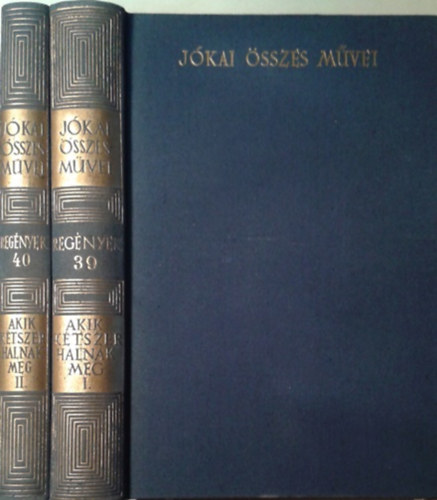 JÓKAI
ÖSSZES
MŰVEI
REGÉNYEK
40
AKIK
KÉTSZER
HALNAK
MEG
II.
JÓKAI
ÖSSZES
MŰVEI
REGÉNYEK
39
AKIK
KÉTSZER
HALNAK
MEG
I.
JÓKAI ÖSSZES MŰVEI